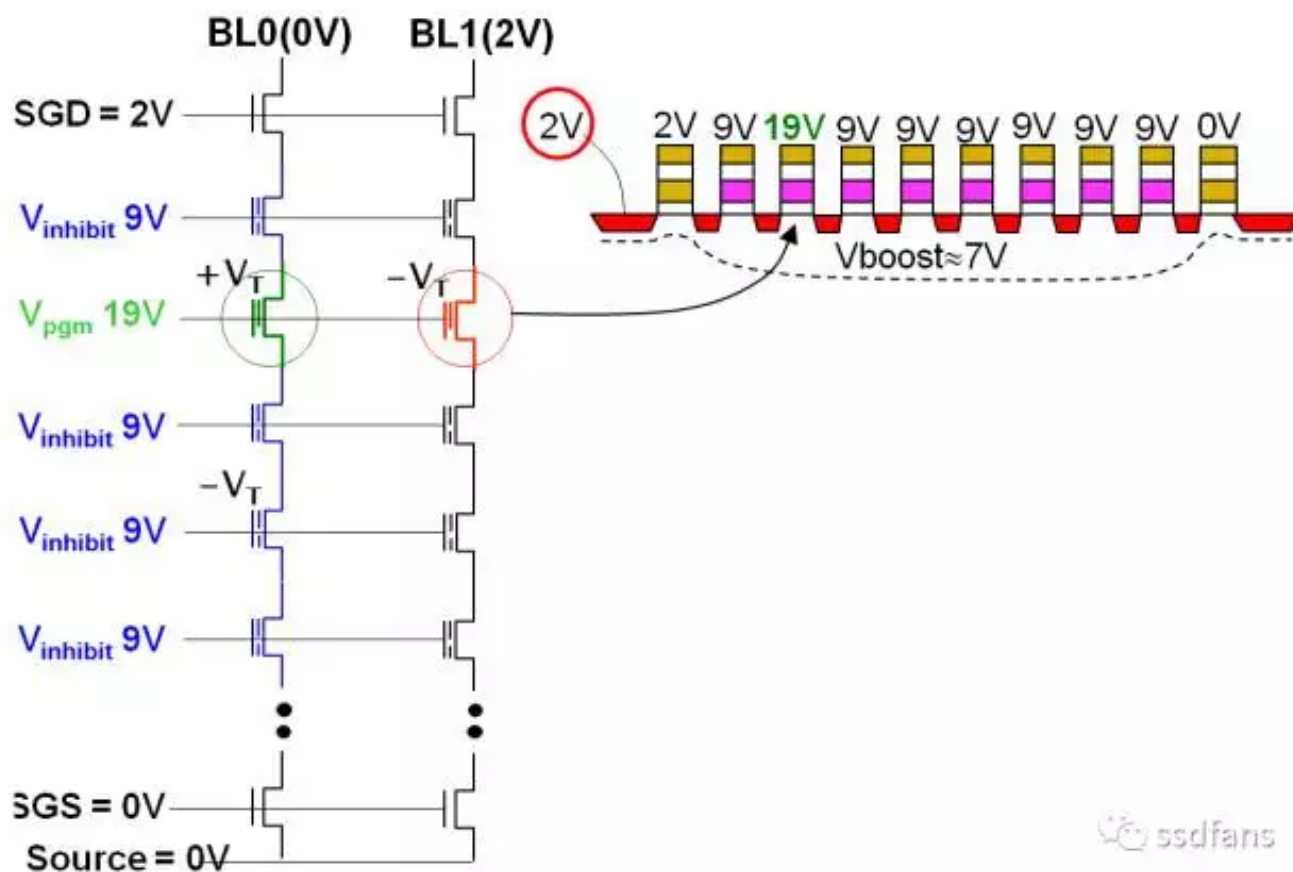 BL0(0V) BL1(2V)
SGD = 2V
2V
2V 9V 19V 9V 9V 9V 9V 9V 9V 0V
Vinhibit 9V
Vboost≈7V
+VT -VT
Vpgm 19V
Vinhibit 9V
-VT
Vinhibit 9V
Vinhibit 9V
SGS = 0V
Source = 0V
ssdfans